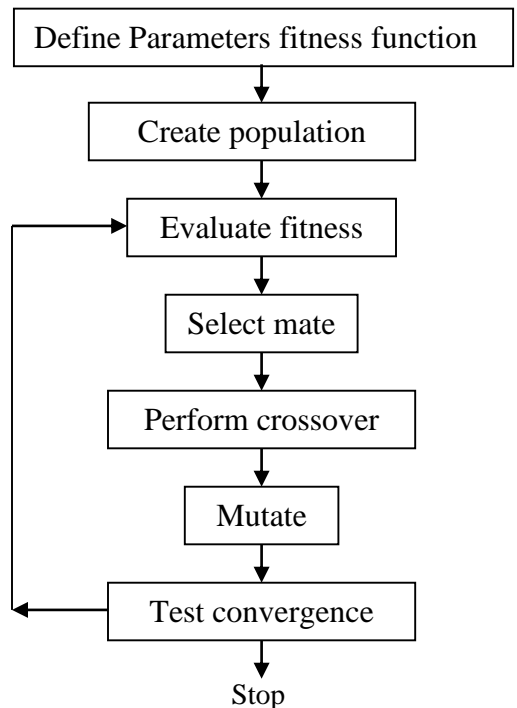 Define Parameters fitness function
Create population
Evaluate fitness
Select mate
Perform crossover
Mutate
Test convergence
Stop